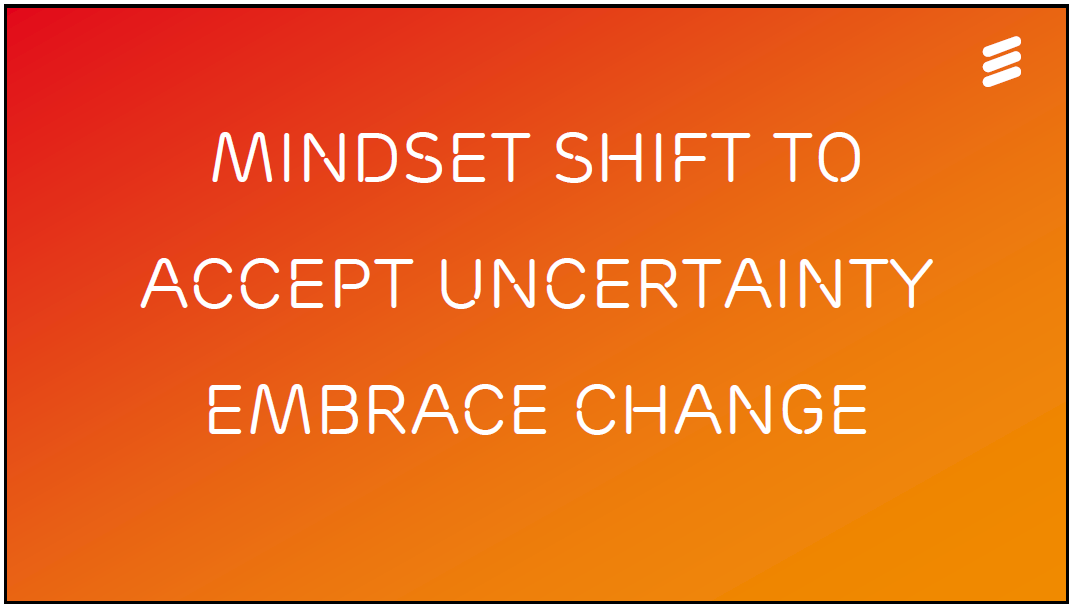 MINDSET SHIFT TO
ACCEPT UNCERTAINTY
EMBRACE CHANGE